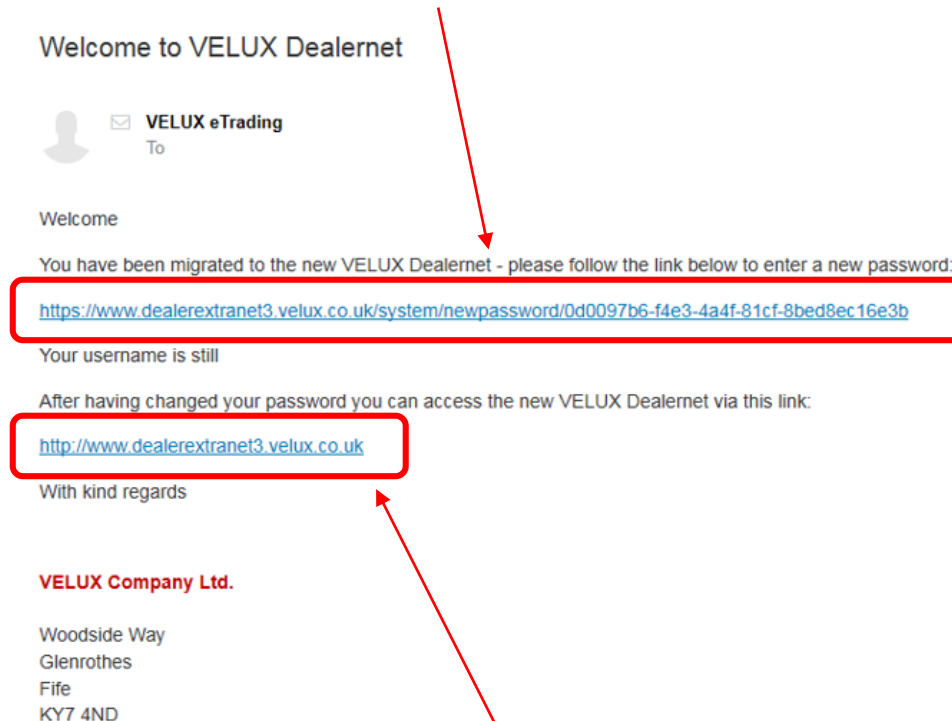 Welcome to VELUX Dealernet
VELUX eTrading
To
Welcome
You have been migrated to the new VELUX Dealernet - please follow the link below to enter a new password:
https://www.dealerextranet3.velux.co.uk/system/newpassword/0d0097b6-f4e3-4a4f-81cf-8bed8ec16e3b
Your username is still
After having changed your password you can access the new VELUX Dealernet via this link:
http://www.dealerextranet3.velux.co.uk
With kind regards
VELUX Company Ltd.
Woodside Way
Glenrothes
Fife
KY7 4ND